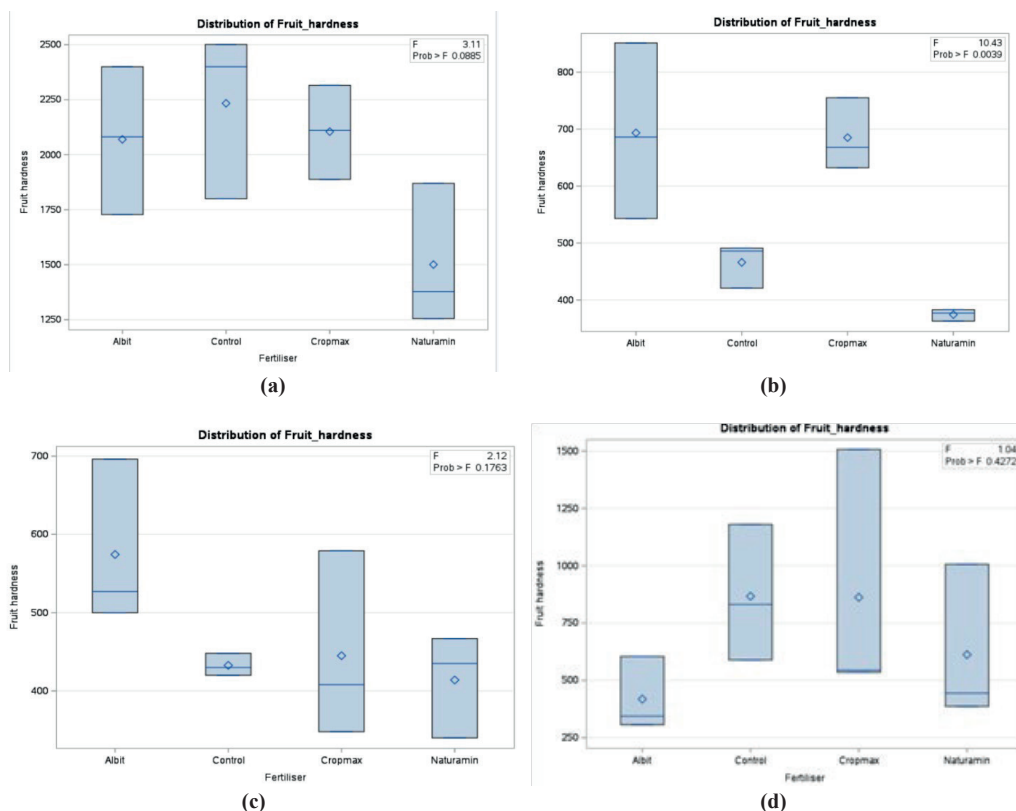 Distribution of Fruit_hardness
F 3.11
Prob > F 0.0885
2500
2250
2000
1750
1500
1250
Fruit hardness
Albit Control Cropmax Naturamin
Fertiliser
(a)
Distribution of Fruit_hardness
F 10.43
Prob > F 0.0039
800
700
600
500
400
Fruit hardness
Albit Control Cropmax Naturamin
Fertiliser
(b)
Distribution of Fruit_hardness
F 2.12
Prob > F 0.1763
700
600
500
400
Fruit hardness
Albit Control Cropmax Naturamin
Fertiliser
(c)
Distribution of Fruit_hardness
F 1.04
Prob > F 0.4272
1500
1250
1000
750
500
250
Fruit hardness
Albit Control Cropmax Naturamin
Fertiliser
(d)